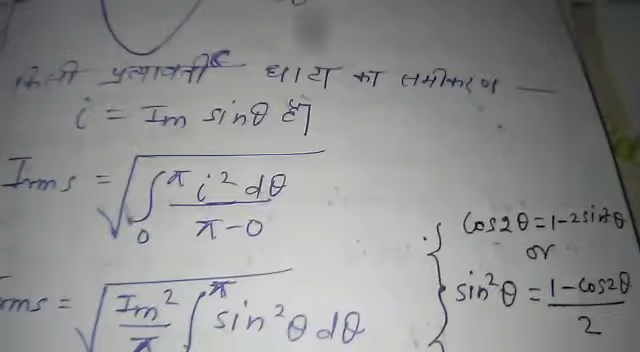 किसी प्रत्यावर्ती धारा का समीकरण —
i = Im sinθ है।
Irms = √∫₀^π i² dθ / π-0
rms = √Im²/π ∫^π sin²θ dθ
cos2θ = 1-2sin²θ
or
sin²θ = 1-cos2θ / 2